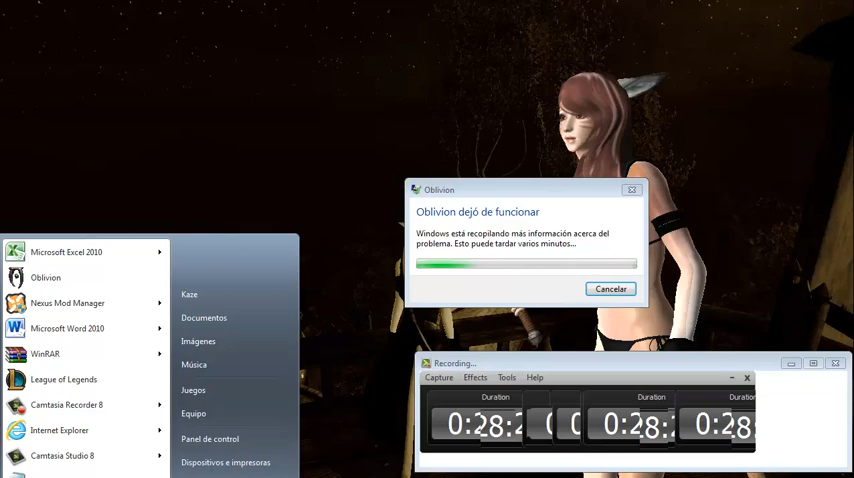 Oblivion
Oblivion dejó de funcionar
Windows está recopilando más información acerca del
problema. Esto puede tardar varios minutos...
Cancelar
Microsoft Excel 2010
Oblivion
Nexus Mod Manager
Microsoft Word 2010
WinRAR
League of Legends
Camtasia Recorder 8
Internet Explorer
Camtasia Studio 8
Kaze
Documentos
Imágenes
Música
Juegos
Equipo
Panel de control
Dispositivos e impresoras
Recording...
Capture Effects Tools Help
Duration Duration Duration